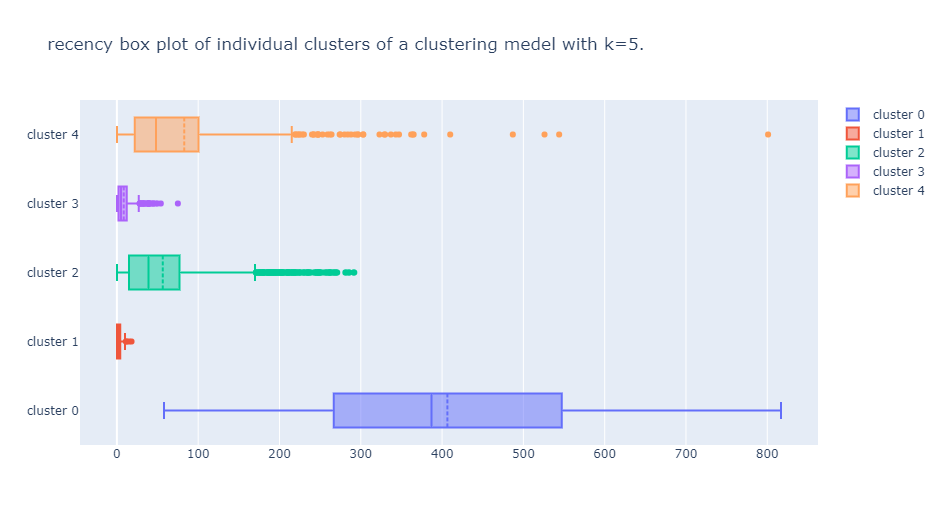 recency box plot of individual clusters of a clustering medel with k=5.
cluster 4
cluster 3
cluster 2
cluster 1
cluster 0
0 100 200 300 400 500 600 700 800
cluster 0
cluster 1
cluster 2
cluster 3
cluster 4